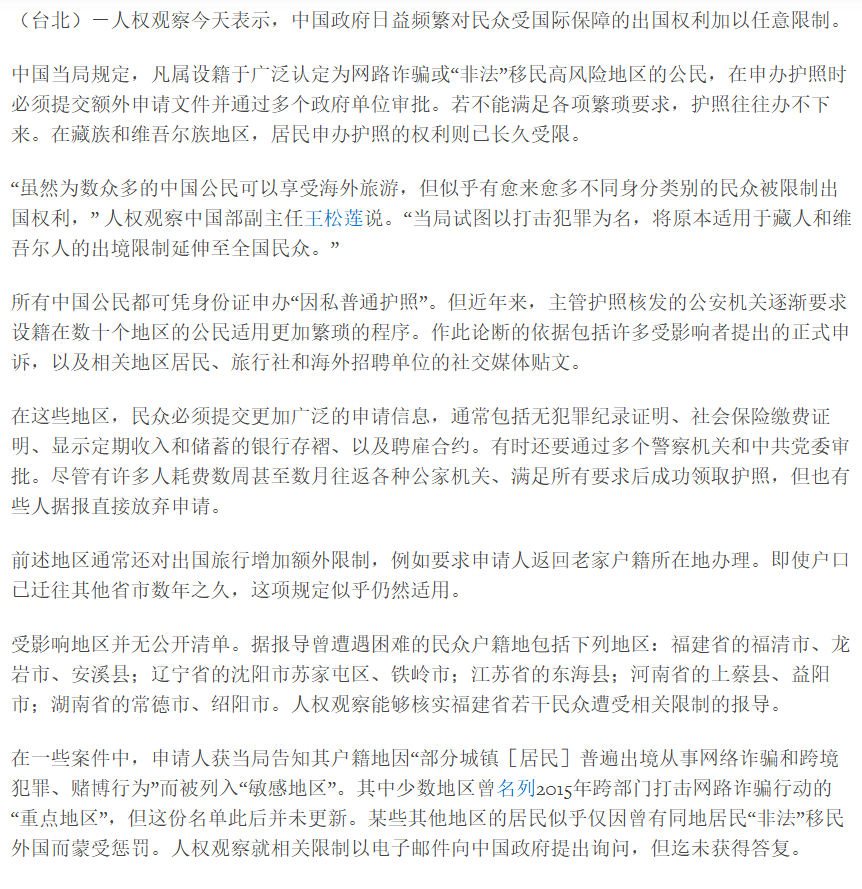 （台北）－人权观察今天表示，中国政府日益频繁对民众受国际保障的出国权利加以任意限制。
中国当局规定，凡属设籍于广泛认定为网路诈骗或“非法”移民高风险地区的公民，在申办护照时
必须提交额外申请文件并通过多个政府单位审批。若不能满足各项繁琐要求，护照往往办不下
来。在藏族和维吾尔族地区，居民申办护照的权利则已长久受限。
“虽然为数众多的中国公民可以享受海外旅游，但似乎有愈来愈多不同身分类别的民众被限制出
国权利，” 人权观察中国部副主任王松莲说。“当局试图以打击犯罪为名，将原本适用于藏人和维
吾尔人的出境限制延伸至全国民众。”
所有中国公民都可凭身份证申办“因私普通护照”。但近年来，主管护照核发的公安机关逐渐要求
设籍在数十个地区的公民适用更加繁琐的程序。作此论断的依据包括许多受影响者提出的正式申
诉，以及相关地区居民、旅行社和海外招聘单位的社交媒体贴文。
在这些地区，民众必须提交更加广泛的申请信息，通常包括无犯罪纪录证明、社会保险缴费证
明、显示定期收入和储蓄的银行存褶、以及聘雇合约。有时还要通过多个警察机关和中共党委审
批。尽管有许多人耗费数周甚至数月往返各种公家机关、满足所有要求后成功领取护照，但也有
些人据报直接放弃申请。
前述地区通常还对出国旅行增加额外限制，例如要求申请人返回老家户籍所在地办理。即使户口
已迁往其他省市数年之久，这项规定似乎仍然适用。
受影响地区并无公开清单。据报导曾遭遇困难的民众户籍地包括下列地区：福建省的福清市、龙
岩市、安溪县；辽宁省的沈阳市苏家屯区、铁岭市；江苏省的东海县；河南省的上蔡县、益阳
市；湖南省的常德市、绍阳市。人权观察能够核实福建省若干民众遭受相关限制的报导。
在一些案件中，申请人获当局告知其户籍地因“部分城镇［居民］普遍出境从事网络诈骗和跨境
犯罪、赌博行为”而被列入“敏感地区”。其中少数地区曾名列2015年跨部门打击网路诈骗行动的
“重点地区”，但这份名单此后并未更新。某些其他地区的居民似乎仅因曾有同地居民“非法”移民
外国而蒙受惩罚。人权观察就相关限制以电子邮件向中国政府提出询问，但迄未获得答复。